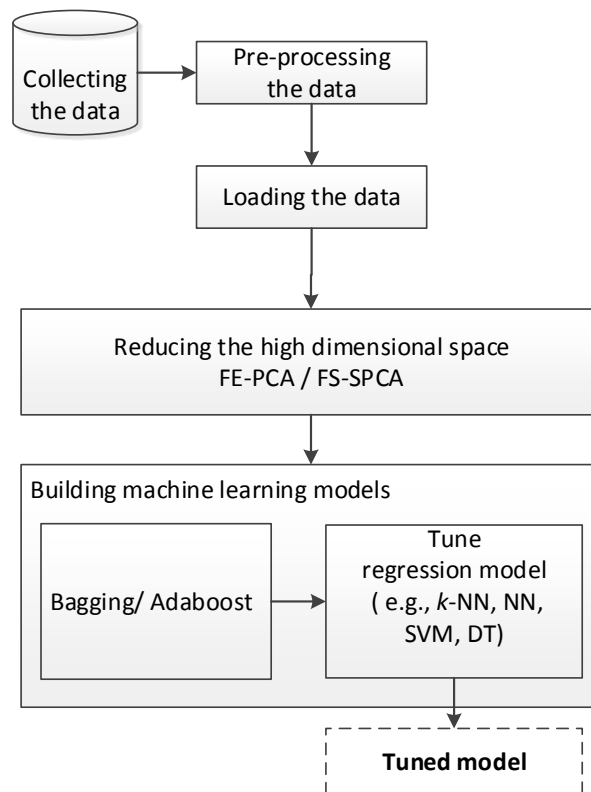 Collecting
the data
Pre-processing
the data
Loading the data
Reducing the high dimensional space
FE-PCA / FS-SPCA
Building machine learning models
Bagging/ Adaboost
Tune
regression model
( e.g., k-NN, NN,
SVM, DT)
Tuned model